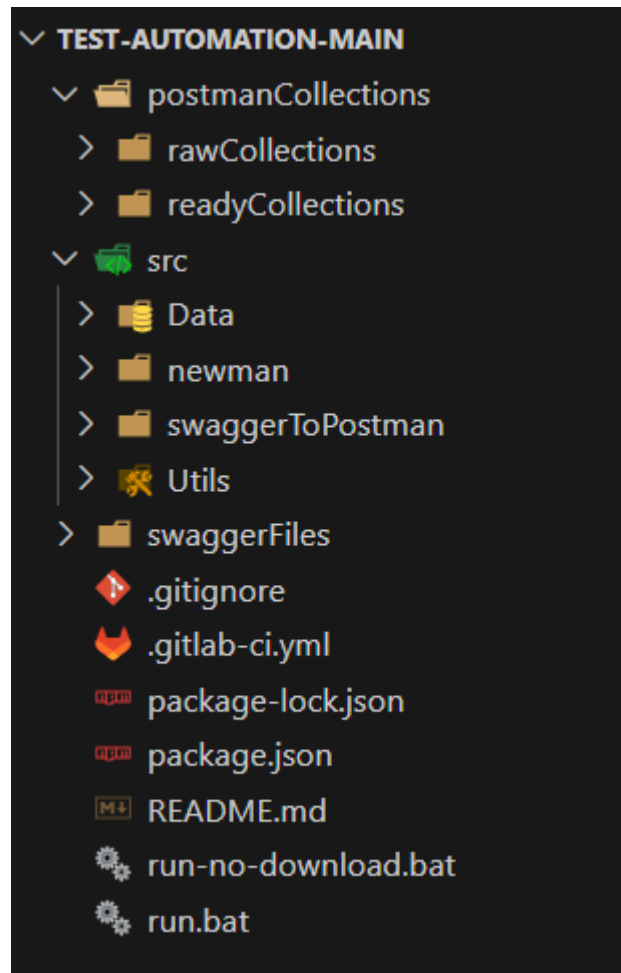 TEST-AUTOMATION-MAIN
postmanCollections
rawCollections
readyCollections
src
Data
newman
swaggerToPostman
Utils
swaggerFiles
.gitignore
.gitlab-ci.yml
package-lock.json
package.json
README.md
run-no-download.bat
run.bat